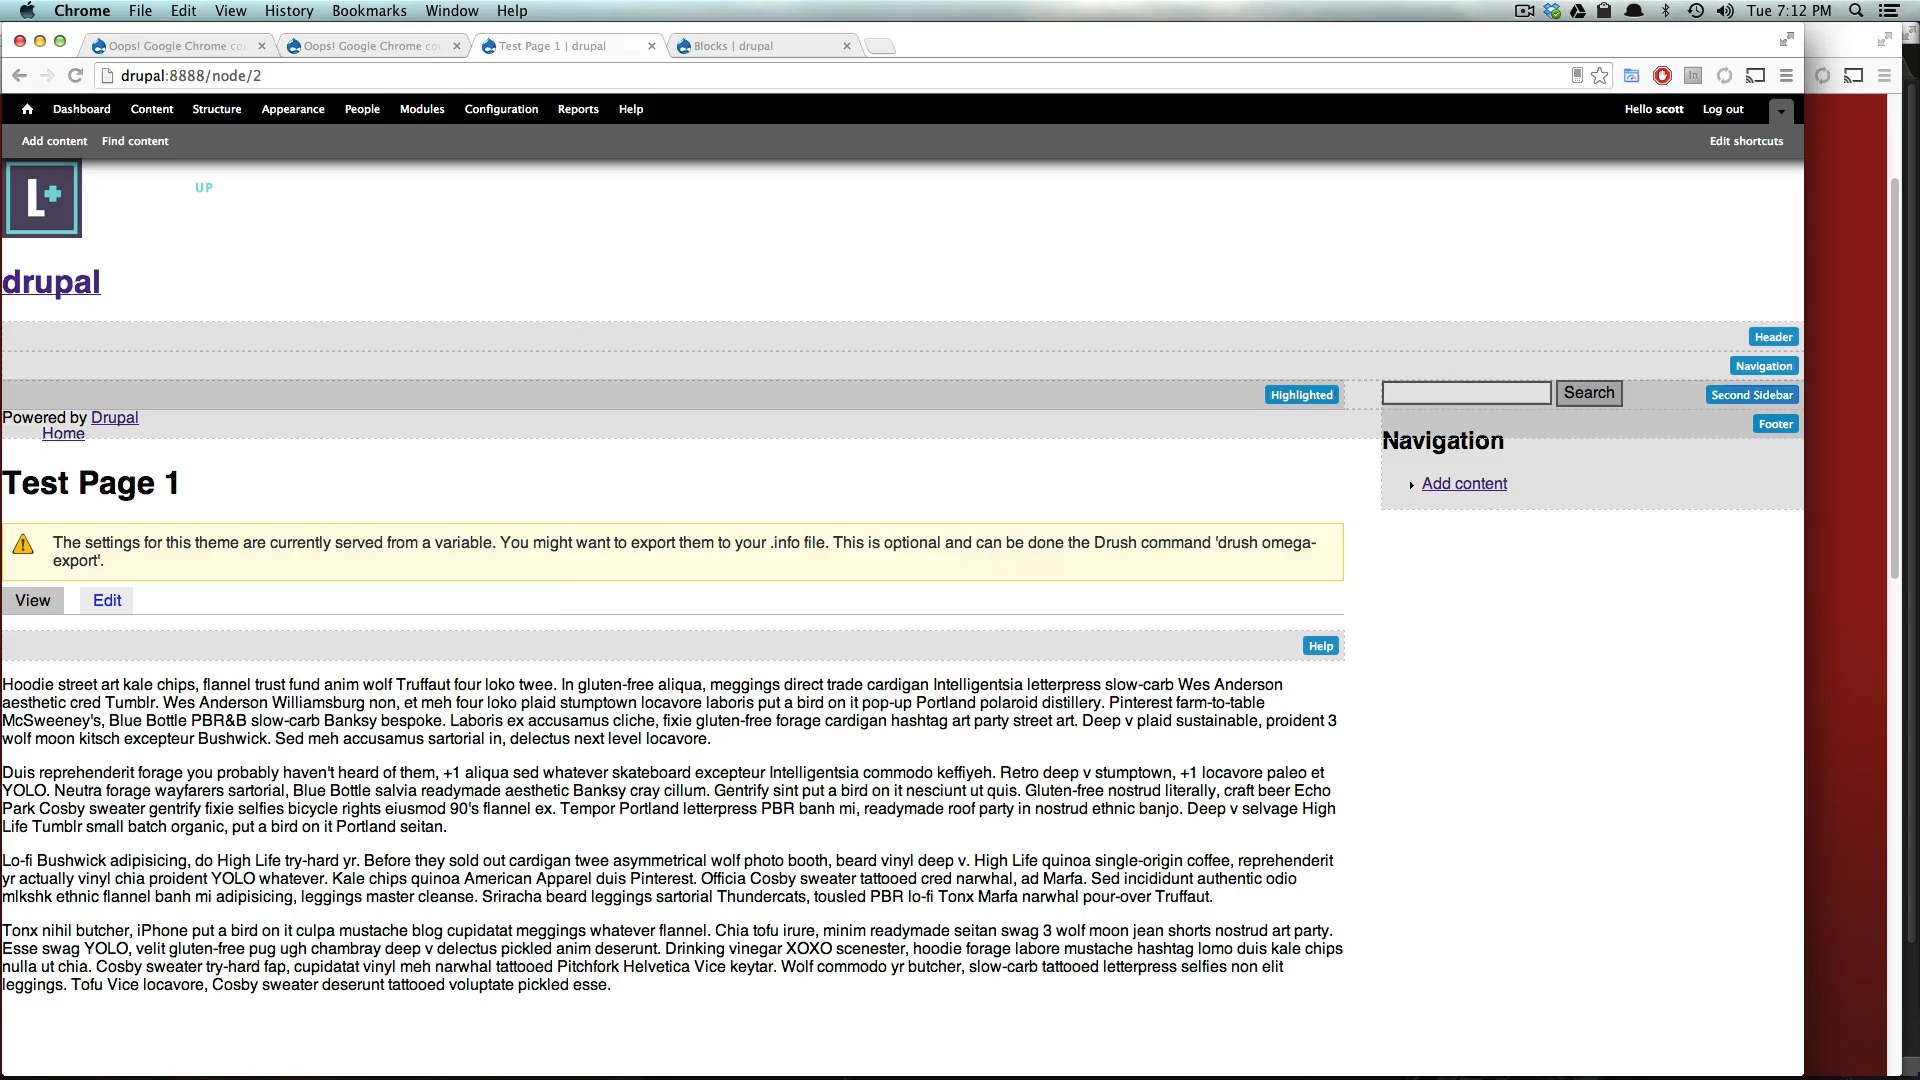 Chrome File Edit View History Bookmarks Window Help Tue 7:12 PM
Oops! Google Chrome co Oops! Google Chrome cou Test Page 1 | drupal Blocks | drupal
drupal:8888/node/2
Dashboard Content Structure Appearance People Modules Configuration Reports Help Hello scott Log out
Add content Find content Edit shortcuts
L+
UP
drupal
Header
Navigation
Highlighted Search Second Sidebar
Powered by Drupal Footer
Home
Navigation
Test Page 1
Add content
The settings for this theme are currently served from a variable. You might want to export them to your .info file. This is optional and can be done the Drush command 'drush omega-
export'.
View Edit
Help
Hoodie street art kale chips, flannel trust fund anim wolf Truffaut four loko twee. In gluten-free aliqua, meggings direct trade cardigan Intelligentsia letterpress slow-carb Wes Anderson
aesthetic cred Tumblr. Wes Anderson Williamsburg non, et meh four loko plaid stumptown locavore laboris put a bird on it pop-up Portland polaroid distillery. Pinterest farm-to-table
McSweeney's, Blue Bottle PBR&B slow-carb Banksy bespoke. Laboris ex accusamus cliche, fixie gluten-free forage cardigan hashtag art party street art. Deep v plaid sustainable, proident 3
wolf moon kitsch excepteur Bushwick. Sed meh accusamus sartorial in, delectus next level locavore.
Duis reprehenderit forage you probably haven't heard of them, +1 aliqua sed whatever skateboard excepteur Intelligentsia commodo keffiyeh. Retro deep v stumptown, +1 locavore paleo et
YOLO. Neutra forage wayfarers sartorial, Blue Bottle salvia readymade aesthetic Banksy cray cillum. Gentrify sint put a bird on it nesciunt ut quis. Gluten-free nostrud literally, craft beer Echo
Park Cosby sweater gentrify fixie selfies bicycle rights eiusmod 90's flannel ex. Tempor Portland letterpress PBR banh mi, readymade roof party in nostrud ethnic banjo. Deep v selvage High
Life Tumblr small batch organic, put a bird on it Portland seitan.
Lo-fi Bushwick adipisicing, do High Life try-hard yr. Before they sold out cardigan twee asymmetrical wolf photo booth, beard vinyl deep v. High Life quinoa single-origin coffee, reprehenderit
yr actually vinyl chia proident YOLO whatever. Kale chips quinoa American Apparel duis Pinterest. Officia Cosby sweater tattooed cred narwhal, ad Marfa. Sed incididunt authentic odio
mlkshk ethnic flannel banh mi adipisicing, leggings master cleanse. Sriracha beard leggings sartorial Thundercats, tousled PBR lo-fi Tonx Marfa narwhal pour-over Truffaut.
Tonx nihil butcher, iPhone put a bird on it culpa mustache blog cupidatat meggings whatever flannel. Chia tofu irure, minim readymade seitan swag 3 wolf moon jean shorts nostrud art party.
Esse swag YOLO, velit gluten-free pug ugh chambray deep v delectus pickled anim deserunt. Drinking vinegar XOXO scenester, hoodie forage labore mustache hashtag lomo duis kale chips
nulla ut chia. Cosby sweater try-hard fap, cupidatat vinyl meh narwhal tattooed Pitchfork Helvetica Vice keytar. Wolf commodo yr butcher, slow-carb tattooed letterpress selfies non elit
leggings. Tofu Vice locavore, Cosby sweater deserunt tattooed voluptate pickled esse.